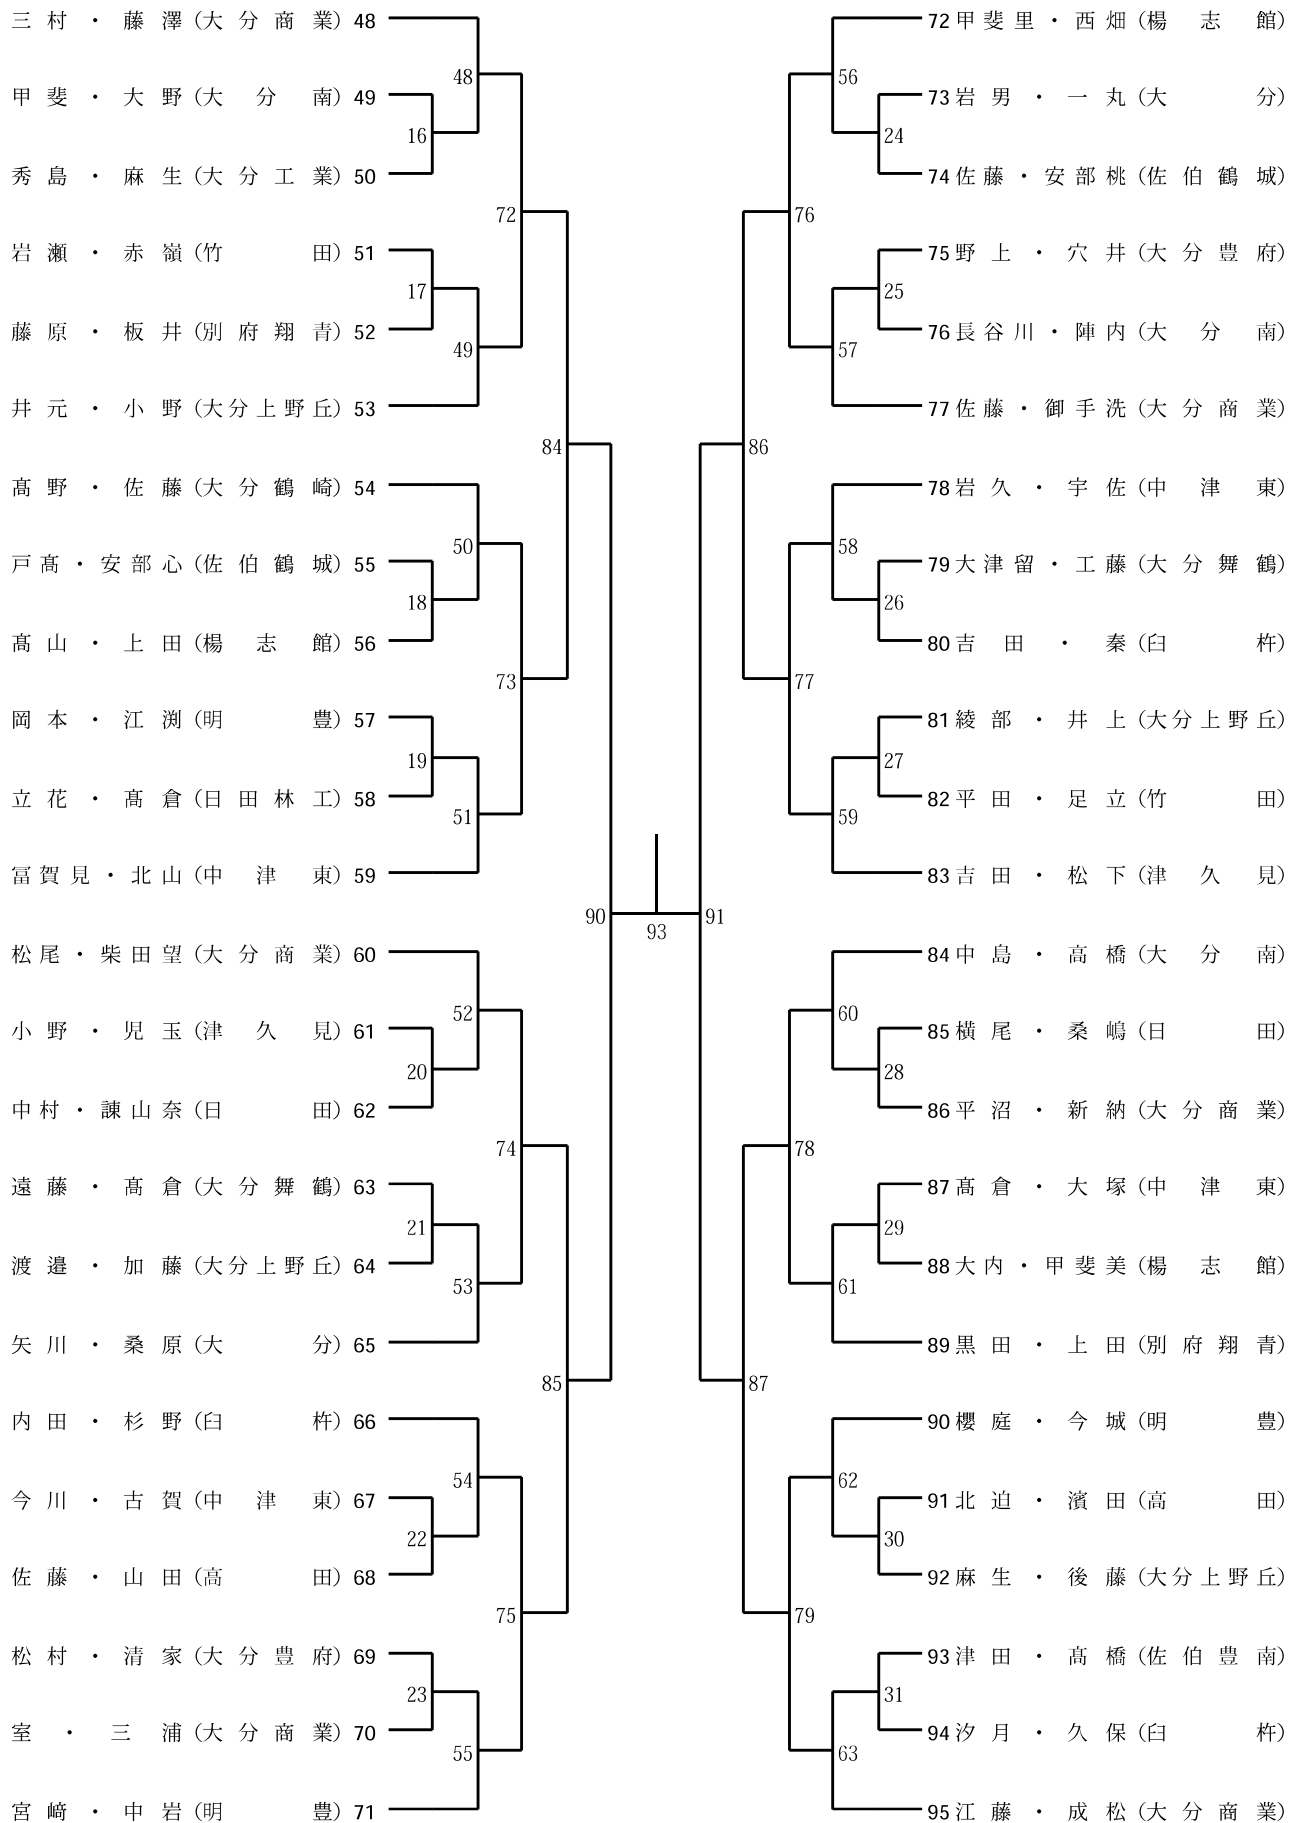 三村・藤澤(大分商業) 48
甲斐・大野(大分南) 49
秀島・麻生(大分工業) 50
岩瀬・赤嶺(竹田) 51
藤原・板井(別府翔青) 52
井元・小野(大分上野丘) 53
髙野・佐藤(大分鶴崎) 54
戸髙・安部心(佐伯鶴城) 55
髙山・上田(楊志館) 56
岡本・江渕(明豊) 57
立花・髙倉(日田林工) 58
冨賀見・北山(中津東) 59
松尾・柴田望(大分商業) 60
小野・児玉(津久見) 61
中村・諌山奈(日田) 62
遠藤・髙倉(大分舞鶴) 63
渡邉・加藤(大分上野丘) 64
矢川・桑原(大分) 65
内田・杉野(臼杵) 66
今川・古賀(中津東) 67
佐藤・山田(高田) 68
松村・清家(大分豊府) 69
室・三浦(大分商業) 70
宮﨑・中岩(明豊) 71
16
17
18
19
20
21
22
23
48
49
50
51
52
53
54
55
72
73
74
75
84
85
90
93
91
86
87
76
77
78
79
56
57
58
59
60
61
62
63
24
25
26
27
28
29
30
31
72 甲斐里・西畑(楊志館)
73 岩男・一丸(大分)
74 佐藤・安部桃(佐伯鶴城)
75 野上・穴井(大分豊府)
76 長谷川・陣内(大分南)
77 佐藤・御手洗(大分商業)
78 岩久・宇佐(中津東)
79 大津留・工藤(大分舞鶴)
80 吉田・秦(臼杵)
81 綾部・井上(大分上野丘)
82 平田・足立(竹田)
83 吉田・松下(津久見)
84 中島・高橋(大分南)
85 横尾・桑嶋(日田)
86 平沼・新納(大分商業)
87 髙倉・大塚(中津東)
88 大内・甲斐美(楊志館)
89 黒田・上田(別府翔青)
90 櫻庭・今城(明豊)
91 北迫・濱田(高田)
92 麻生・後藤(大分上野丘)
93 津田・髙橋(佐伯豊南)
94 汐月・久保(臼杵)
95 江藤・成松(大分商業)